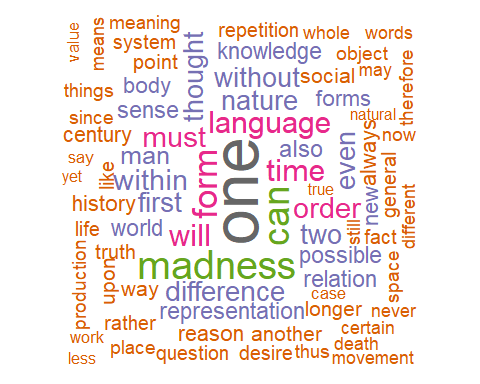 value
means
meaning
system
point
thought
repetition
whole
words
knowledge
object
without
social
may
therefore
things
body
nature
forms
since
sense
language
natural
century
must
one
also
even
always
now
say
man
form
time
general
yet
like
within
can
true
new
different
history
first
will
order
still
life
world
two
fact
truth
madness
possible
space
production
upon
way
difference
relation
case
representation
longer
never
rather
certain
work
place
reason
another
death
less
question
desire
thus
movement